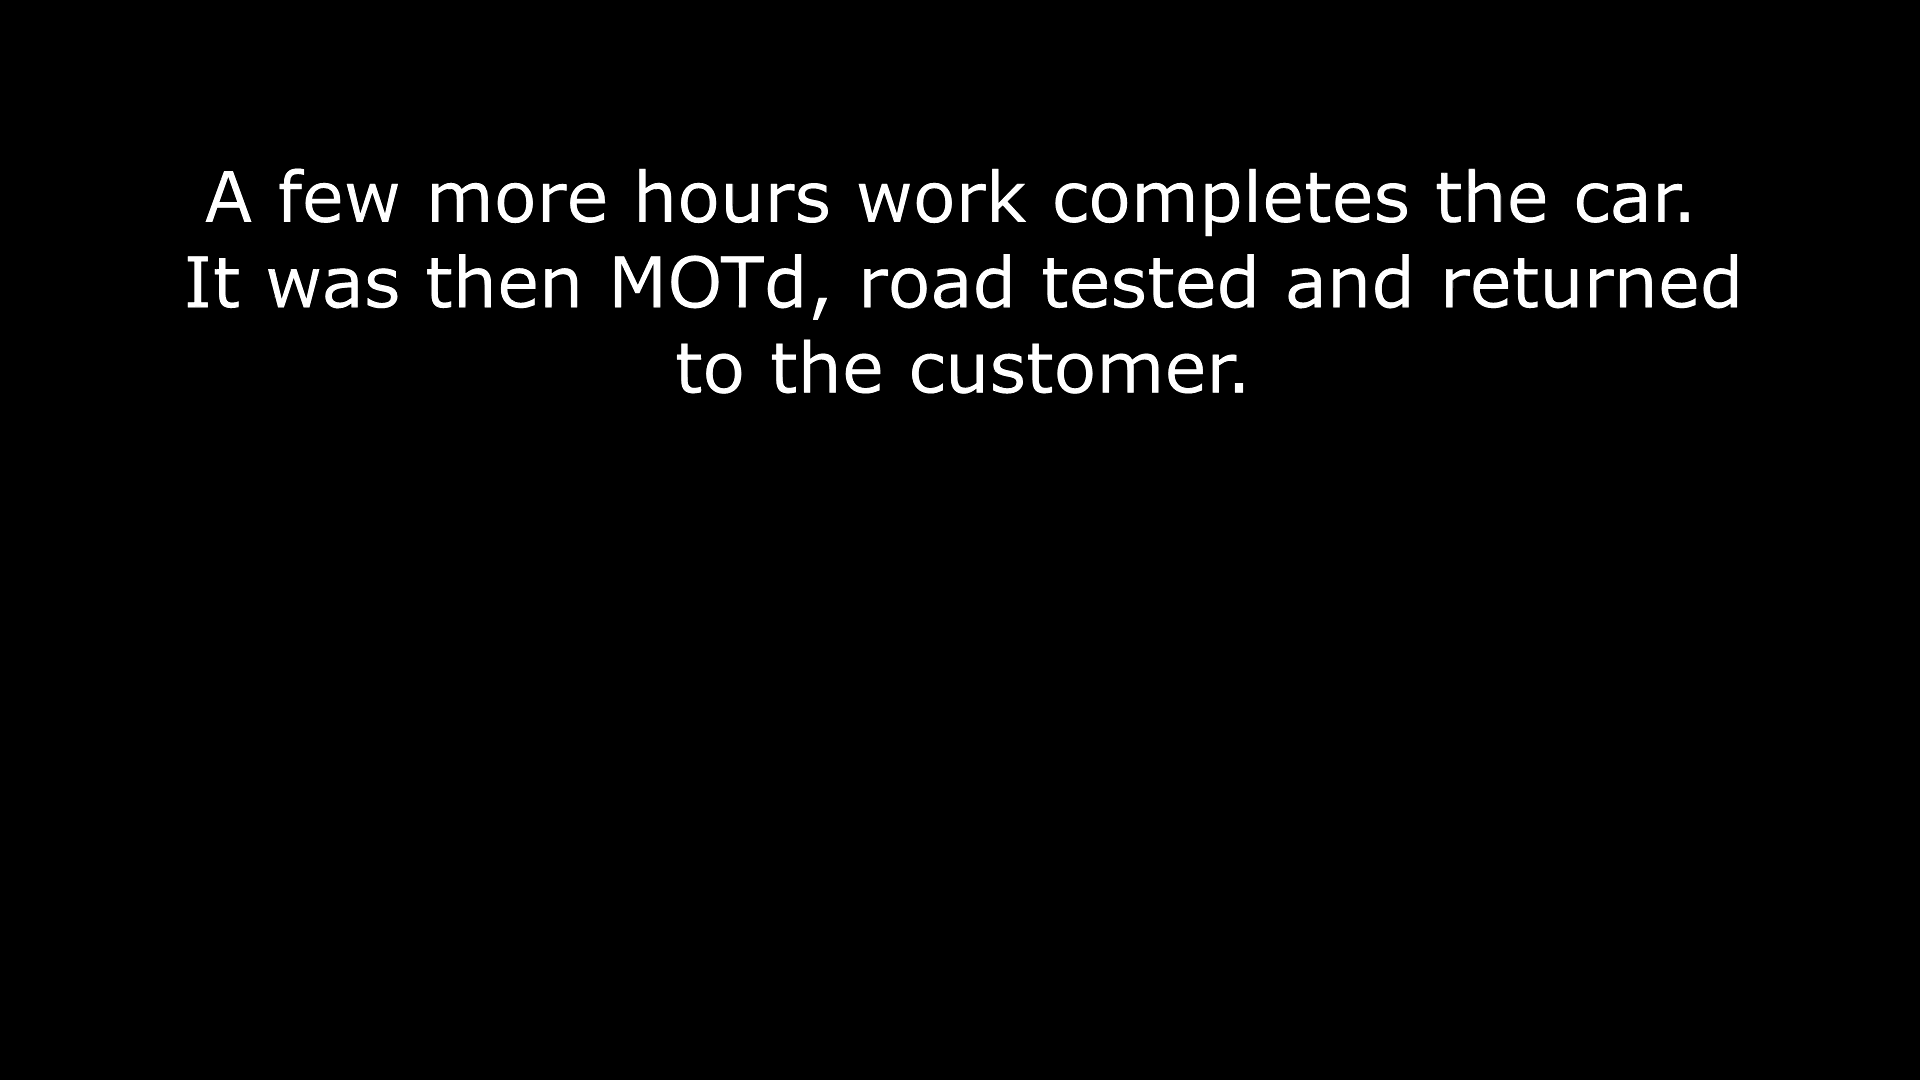 A few more hours work completes the car.
It was then MOTd, road tested and returned
to the customer.